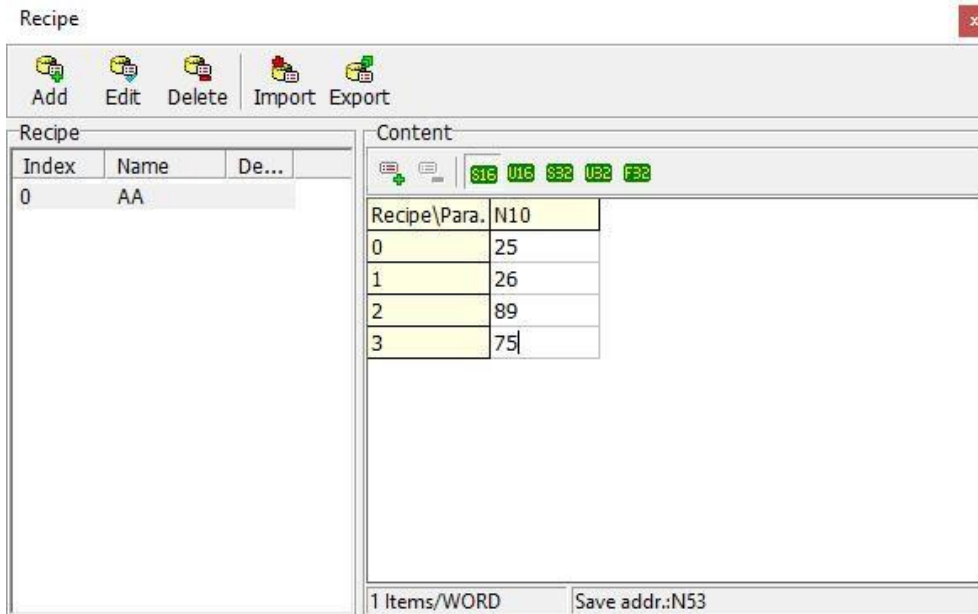 Recipe
x
Add Edit Delete Import Export
Recipe
Index Name De...
0 AA
Content
S16 U16 S32 U32 F32
Recipe\Para. N10
0 25
1 26
2 89
3 75
1 Items/WORD Save addr.:N53